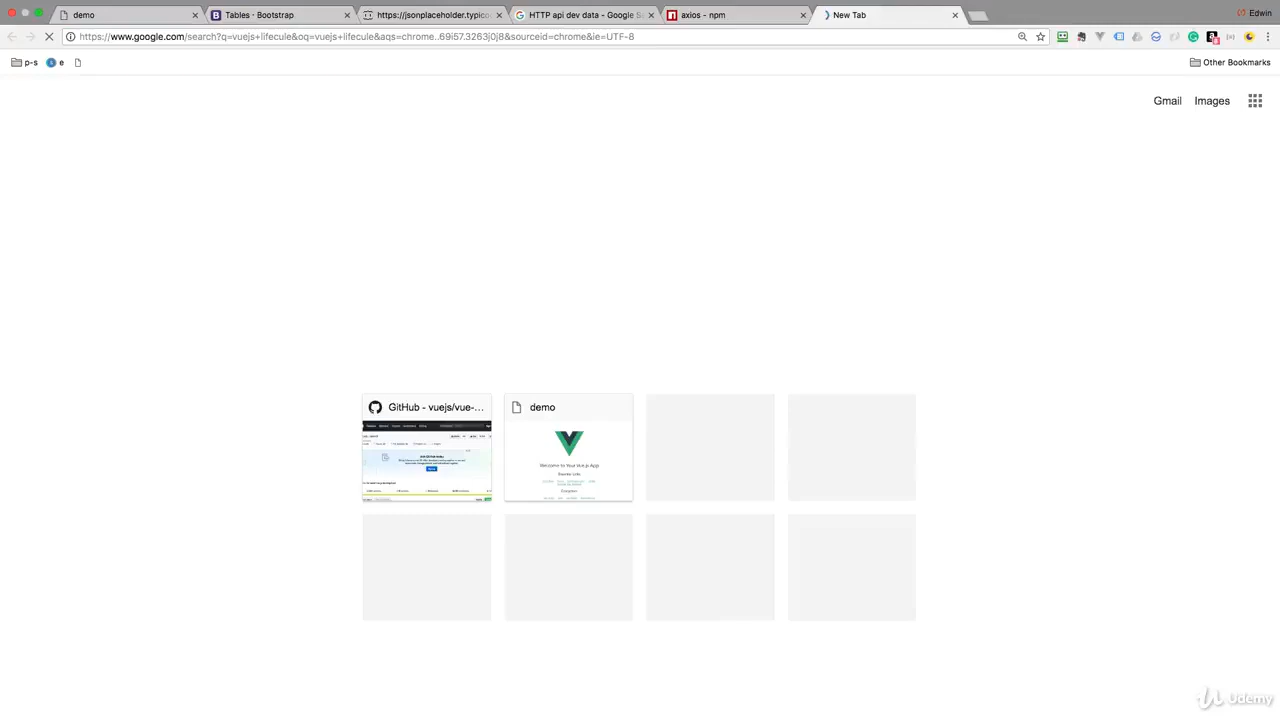 demo
Tables · Bootstrap
https://jsonplaceholder.typico
HTTP api dev data - Google S
axios - npm
New Tab
Edwin
https://www.google.com/search?q=vuejs+lifecule&oq=vuejs+lifecule&aqs=chrome..69i57.3263j0j8&sourceid=chrome&ie=UTF-8
p-s
e
Other Bookmarks
Gmail
Images
GitHub - vuejs/vue-...
demo
Welcome to Your Vue.js App
Udemy